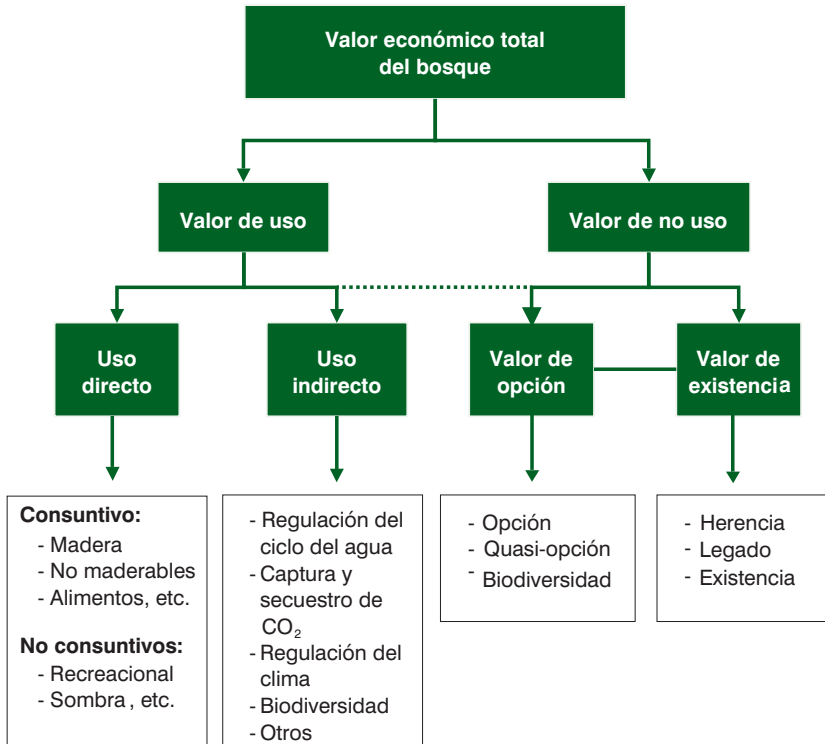 Valor económico total
del bosque
Valor de uso
Valor de no uso
Uso
directo
Uso
indirecto
Valor de
opción
Valor de
existencia
Consuntivo:
- Madera
- No maderables
- Alimentos, etc.
No consuntivos:
- Recreacional
- Sombra, etc.
- Regulación del
ciclo del agua
- Captura y
secuestro de
CO₂
- Regulación del
clima
- Biodiversidad
- Otros
- Opción
- Quasi-opción
- Biodiversidad
- Herencia
- Legado
- Existencia